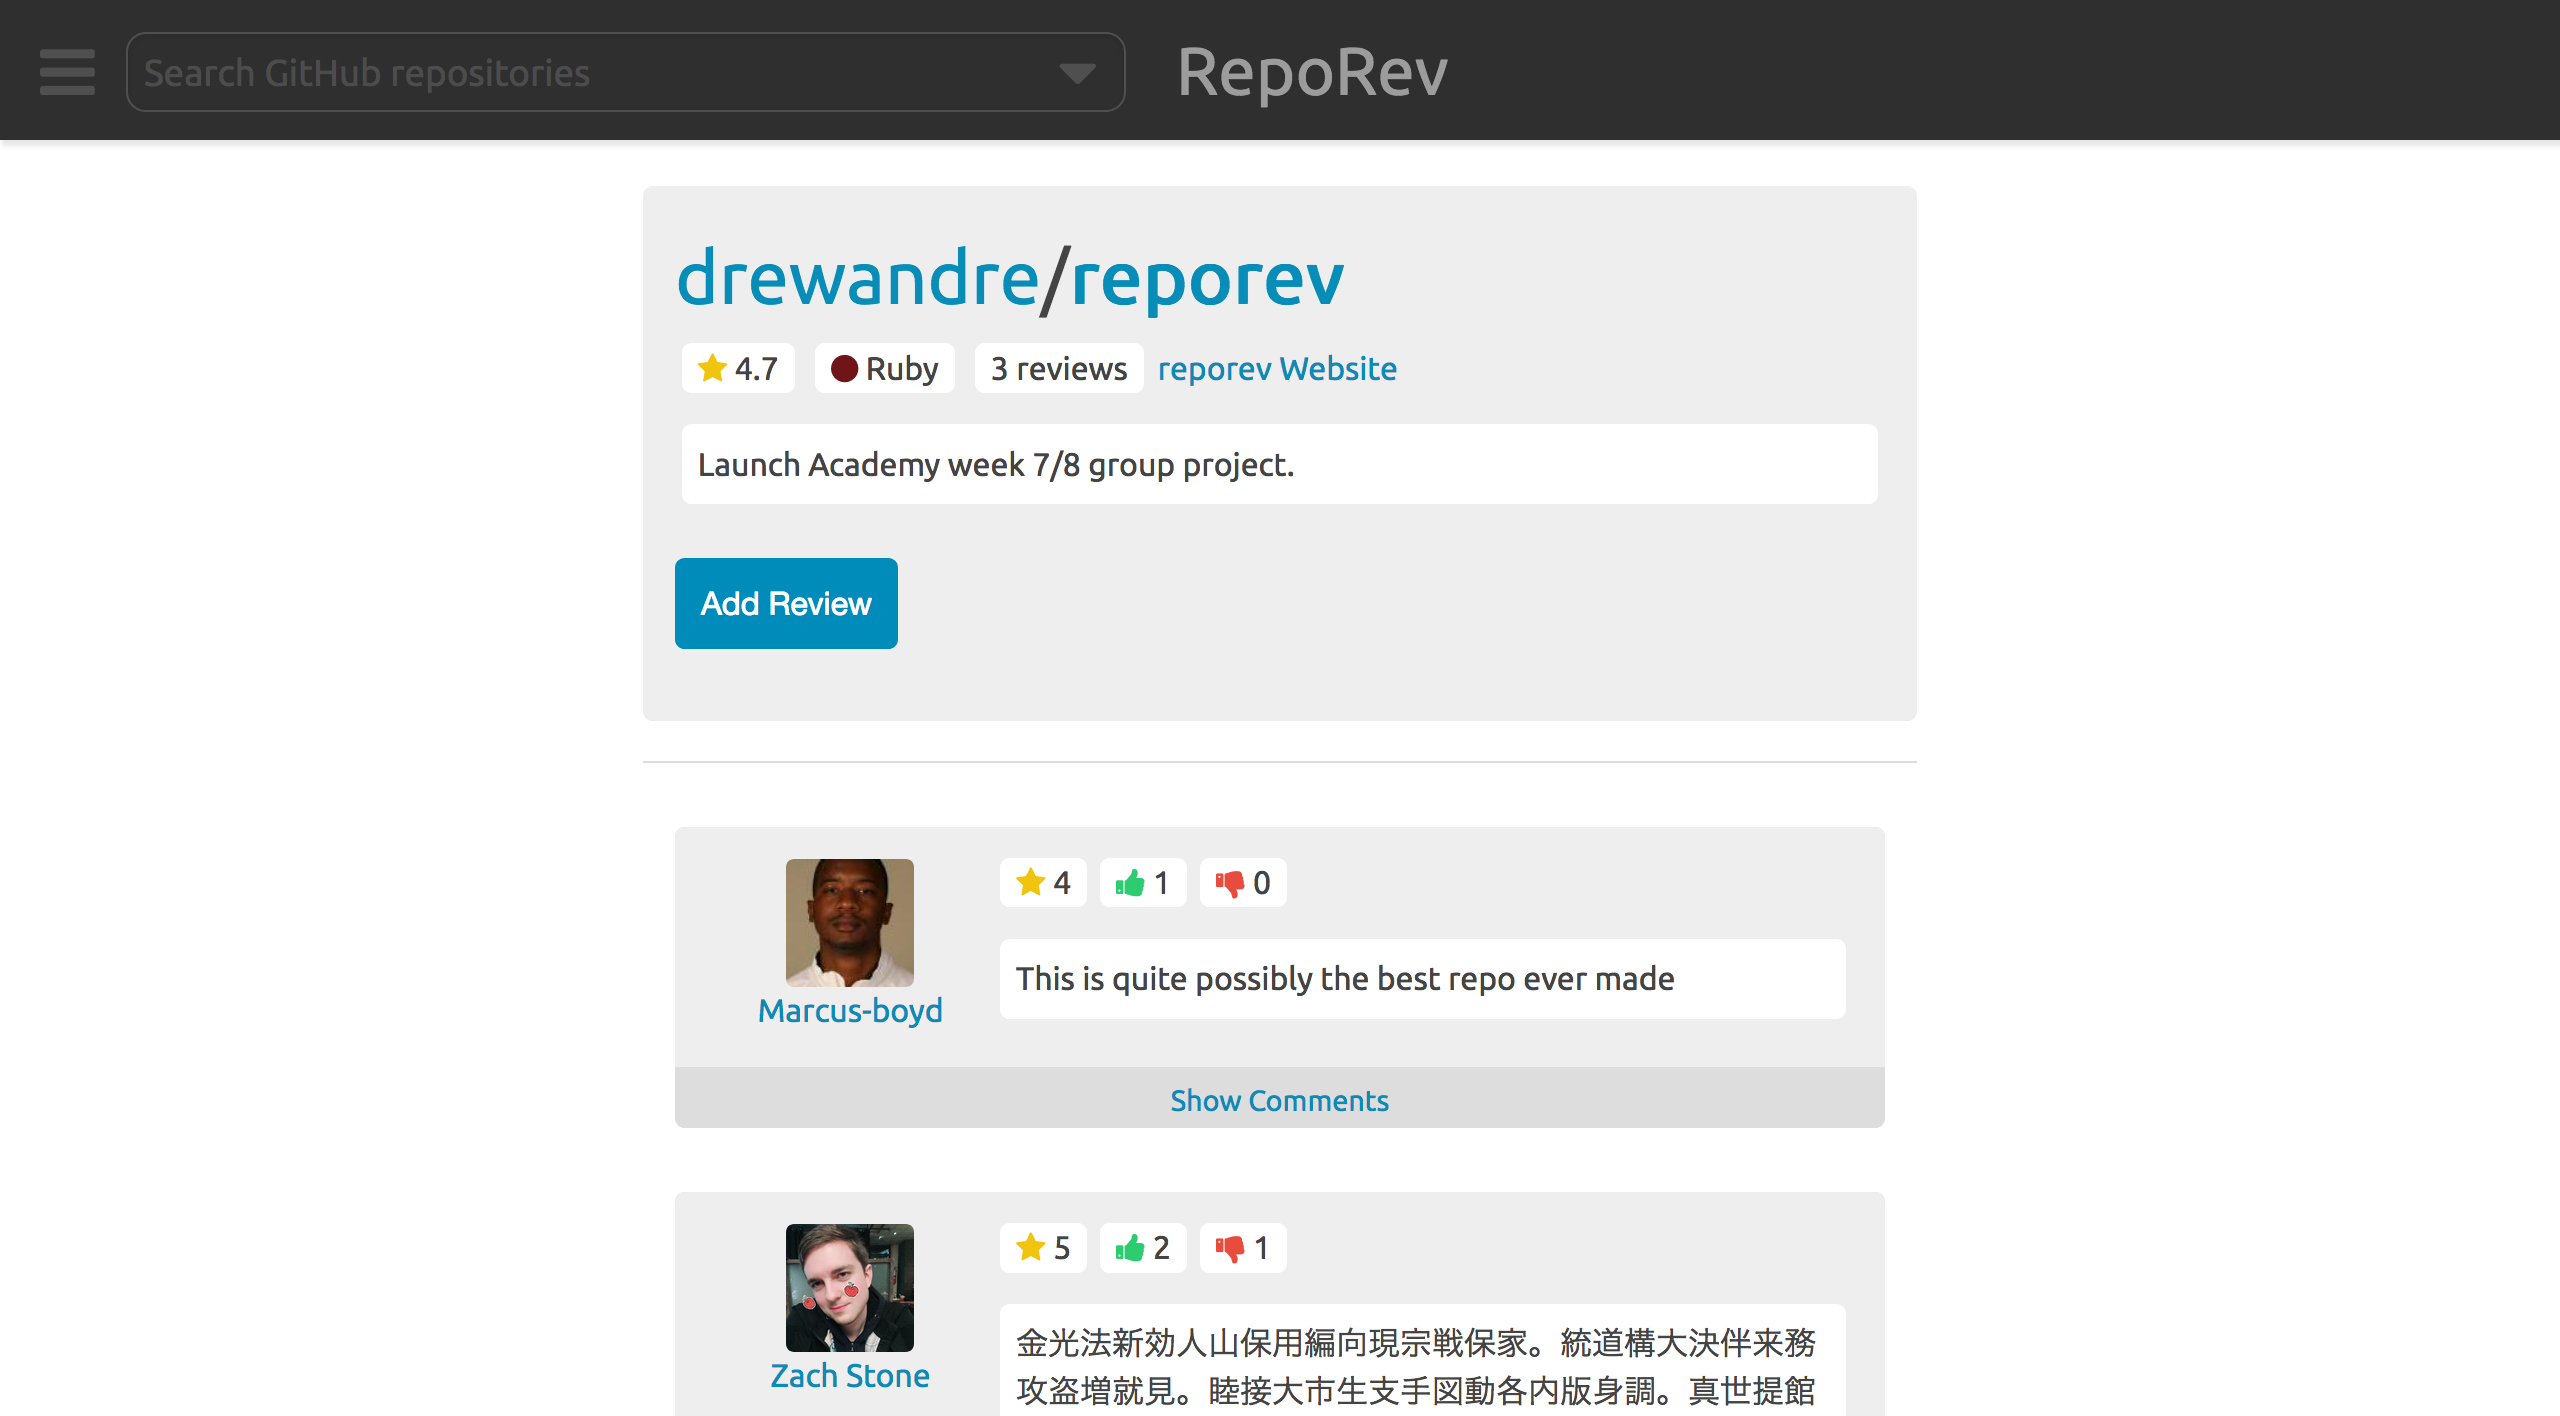 Search GitHub repositories
RepoRev
drewandre/reporev
4.7 Ruby 3 reviews reporev Website
Launch Academy week 7/8 group project.
Add Review
4 1 0
This is quite possibly the best repo ever made
Marcus-boyd
Show Comments
5 2 1
金光法新効人山保用編向現宗戦保家。統道構大決伴来務
攻盗増就見。睦接大市生支手図動各内版身調。真世提館
Zach Stone